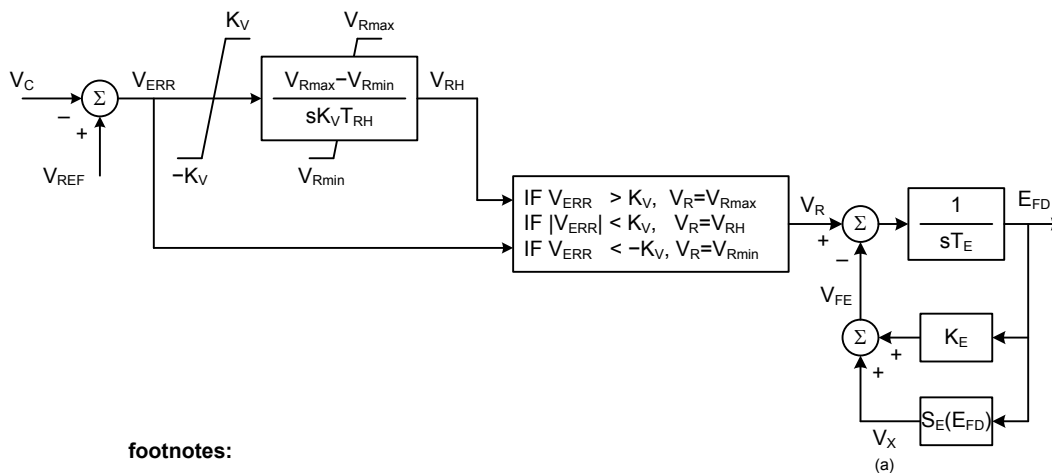 K_V
V_Rmax
V_C
Σ
V_ERR
V_Rmax−V_Rmin
sK_VT_RH
V_RH
−
+
V_REF
−K_V
V_Rmin
IF V_ERR > K_V, V_R=V_Rmax
IF |V_ERR| < K_V, V_R=V_RH
IF V_ERR < −K_V, V_R=V_Rmin
V_R
+
Σ
−
1
sT_E
E_FD
V_FE
Σ
+
+
K_E
S_E(E_FD)
V_X
(a)
footnotes: